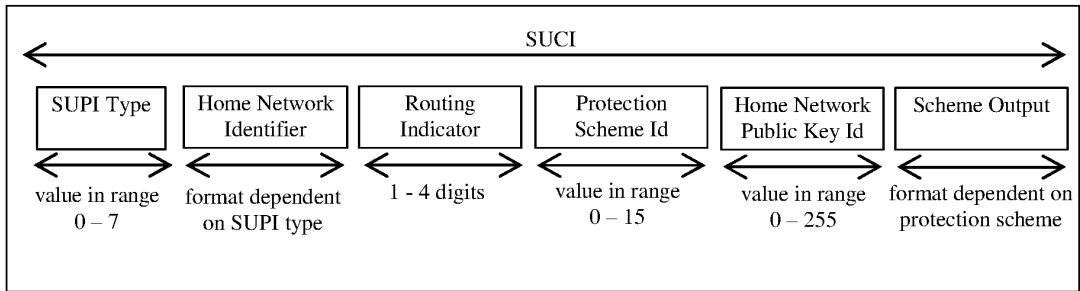 SUCI
SUPI Type
Home Network
Identifier
Routing
Indicator
Protection
Scheme Id
Home Network
Public Key Id
Scheme Output
value in range
0 – 7
format dependent
on SUPI type
1 - 4 digits
value in range
0 – 15
value in range
0 – 255
format dependent on
protection scheme